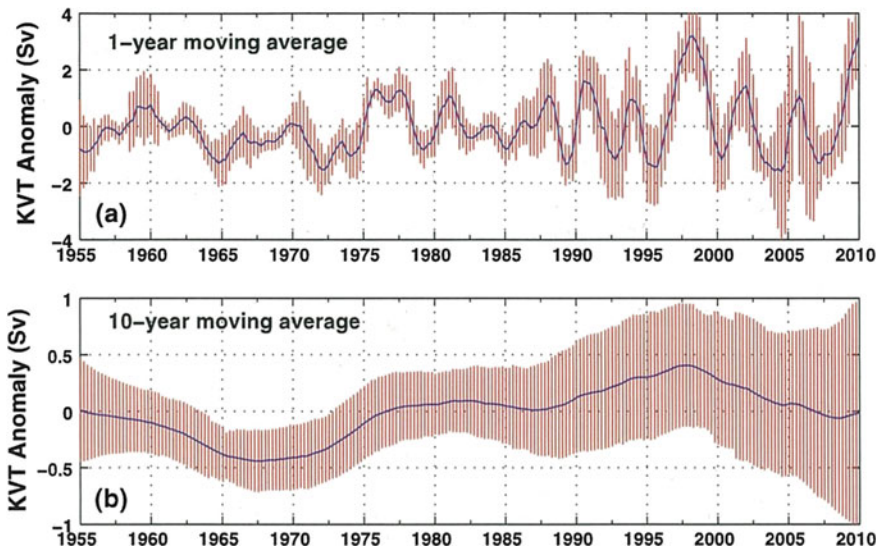 1−year moving average
KVT Anomaly (Sv)
4
2
0
−2
−4
(a)
1955 1960 1965 1970 1975 1980 1985 1990 1995 2000 2005 2010
10−year moving average
KVT Anomaly (Sv)
1
0.5
0
−0.5
−1
(b)
1955 1960 1965 1970 1975 1980 1985 1990 1995 2000 2005 2010